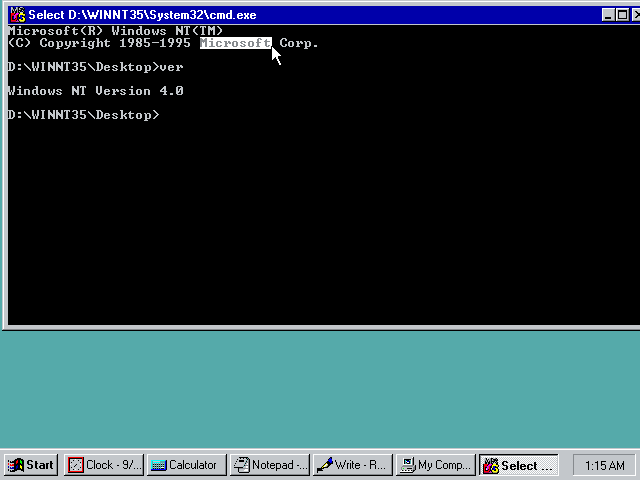 Select D:\WINNT35\System32\cmd.exe
Microsoft(R) Windows NT(TM)
(C) Copyright 1985-1995 Microsoft Corp.
D:\WINNT35\Desktop>ver
Windows NT Version 4.0
D:\WINNT35\Desktop>
Start
Clock - 9/...
Calculator
Notepad -...
Write - R...
My Comp...
Select ...
1:15 AM